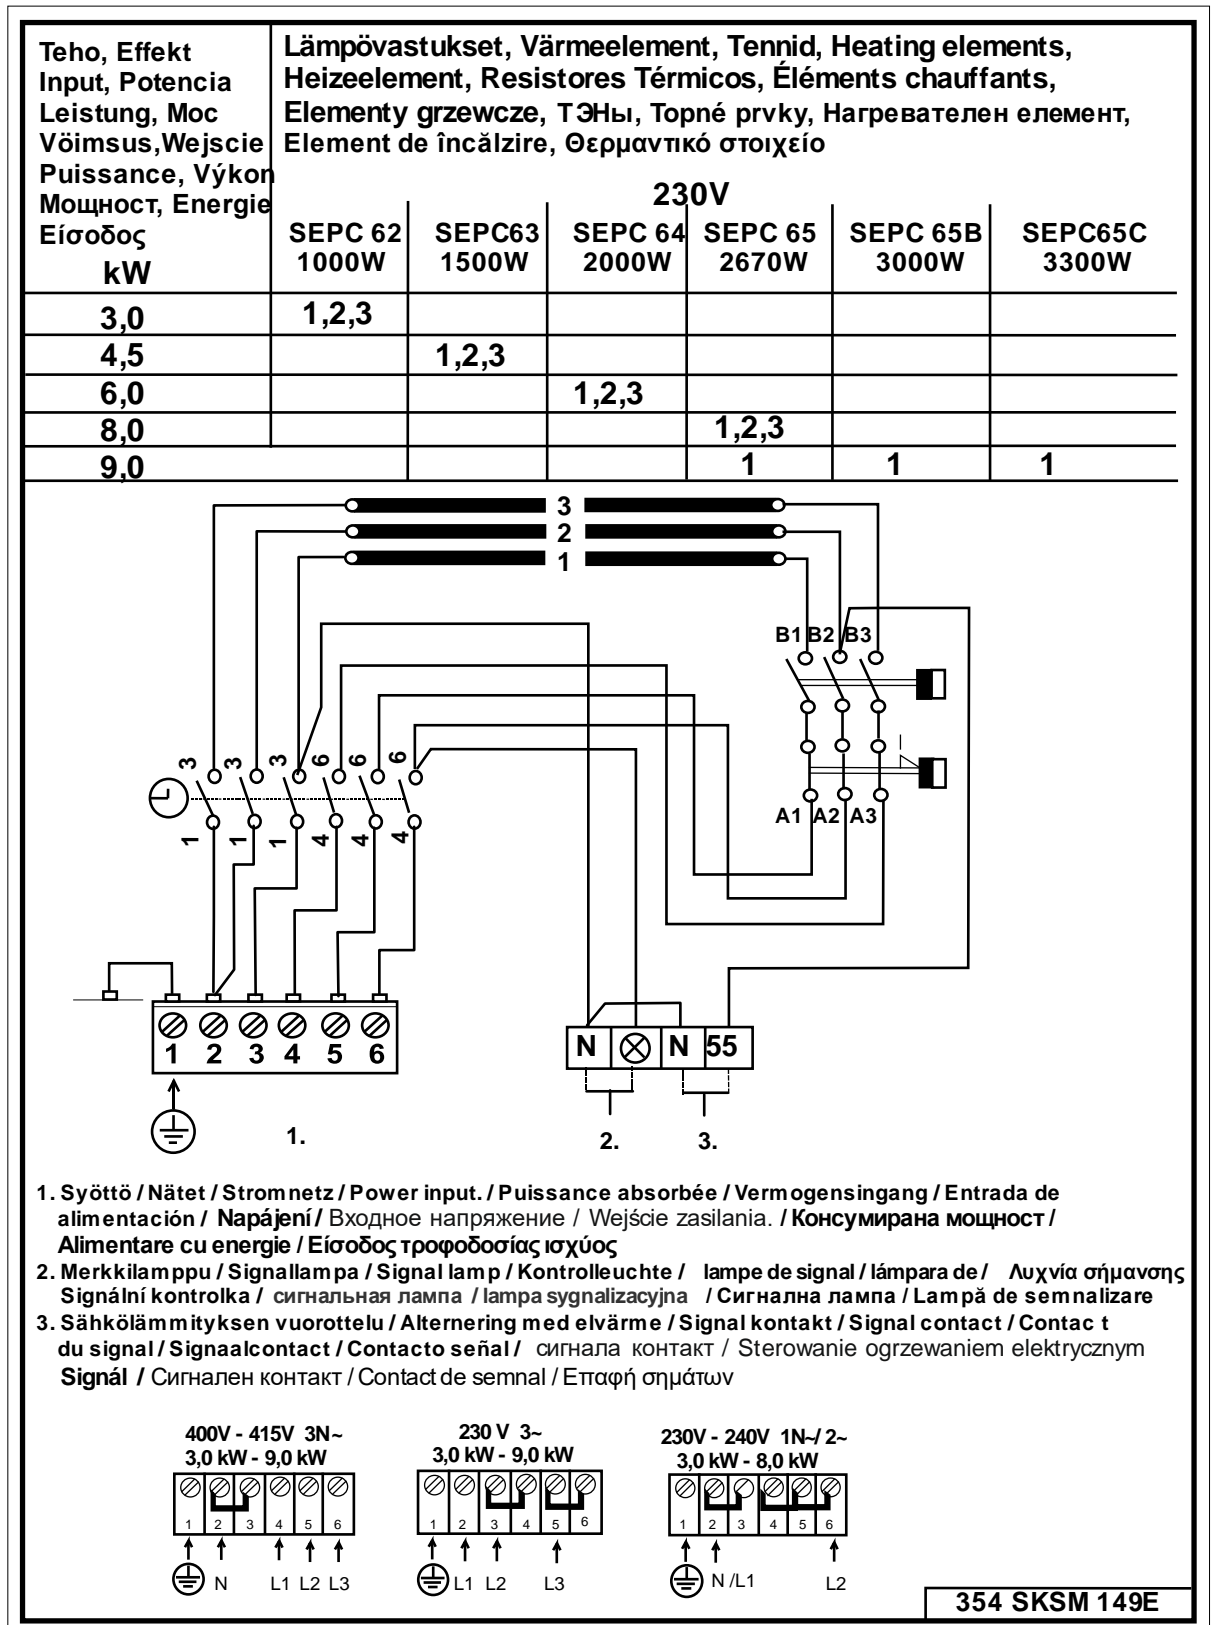 Teho, Effekt
Input, Potencia
Leistung, Moc
Vöimsus,Wejscie
Puissance, Výkon
Мощност, Energie
Είσοδος
kW
Lämpövastukset, Värmeelement, Tennid, Heating elements,
Heizeelement, Resistores Térmicos, Éléments chauffants,
Elementy grzewcze, ТЭНы, Topné prvky, Нагревателен елемент,
Element de încălzire, Θερμαντικό στοιχείο
230V
SEPC 62 SEPC63 SEPC 64 SEPC 65 SEPC 65B SEPC65C
1000W 1500W 2000W 2670W 3000W 3300W
3,0 1,2,3
4,5 1,2,3
6,0 1,2,3
8,0 1,2,3
9,0 1 1 1
3
2
1
B1 B2 B3
3 3 3 6 6 6
A1 A2 A3
1 1 1 4 4 4
N N 55
1 2 3 4 5 6
1. 2. 3.
1. Syöttö / Nätet / Stromnetz / Power input. / Puissance absorbée / Vermogensingang / Entrada de
alimentación / Napájení / Входное напряжение / Wejście zasilania. / Консумирана мощност /
Alimentare cu energie / Είσοδος τροφοδοσίας ισχύος
2. Merkkilamppu / Signallampa / Signal lamp / Kontrolleuchte / lampe de signal / lámpara de / Λυχνία σήμανσης
Signální kontrolka / сигнальная лампа / lampa sygnalizacyjna / Сигнална лампа / Lampă de semnalizare
3. Sähkölämmityksen vuorottelu / Alternering med elvärme / Signal kontakt / Signal contact / Contac t
du signal / Signaalcontact / Contacto señal / сигнала контакт / Sterowanie ogrzewaniem elektrycznym
Signál / Сигнален контакт / Contact de semnal / Επαφή σημάτων
400V - 415V 3N~
3,0 kW - 9,0 kW
1 2 3 4 5 6
N L1 L2 L3
230 V 3~
3,0 kW - 9,0 kW
1 2 3 4 5 6
L1 L2 L3
230V - 240V 1N~/ 2~
3,0 kW - 8,0 kW
1 2 3 4 5 6
N /L1 L2
354 SKSM 149E